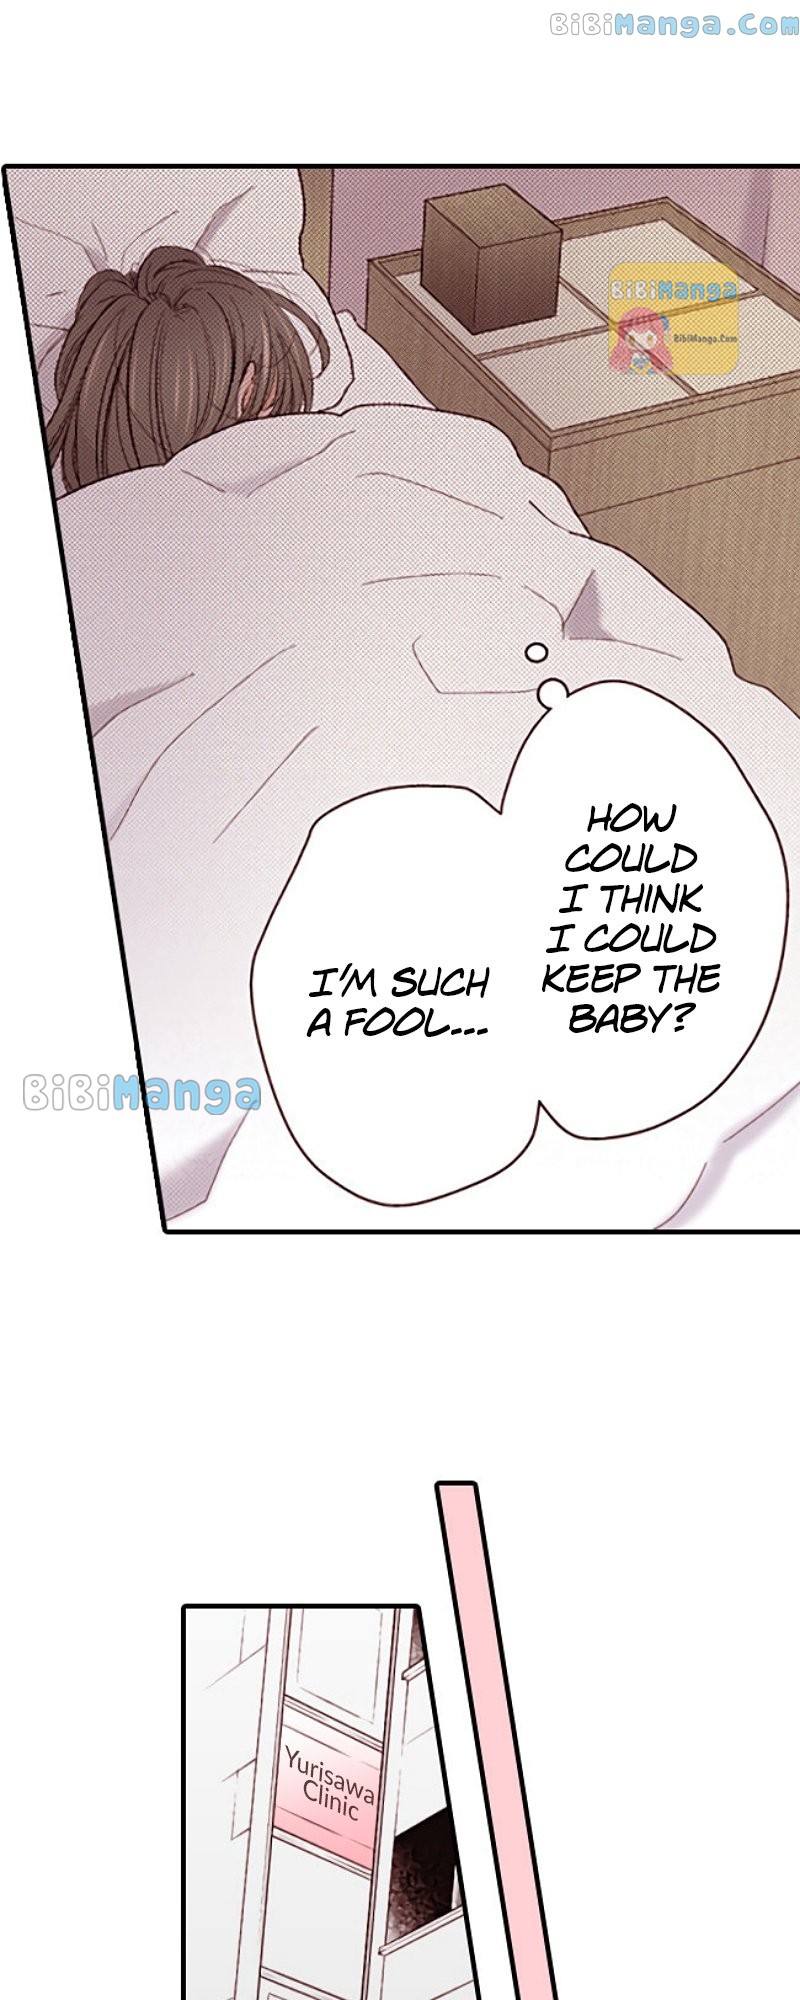 BiBiManga.Com
BiBiManga
BibiManga.Com
HOW
COULD
I THINK
I COULD
KEEP THE
BABY?
I'M SUCH
A FOOL...
BiBiManga
Yurisawa
Clinic